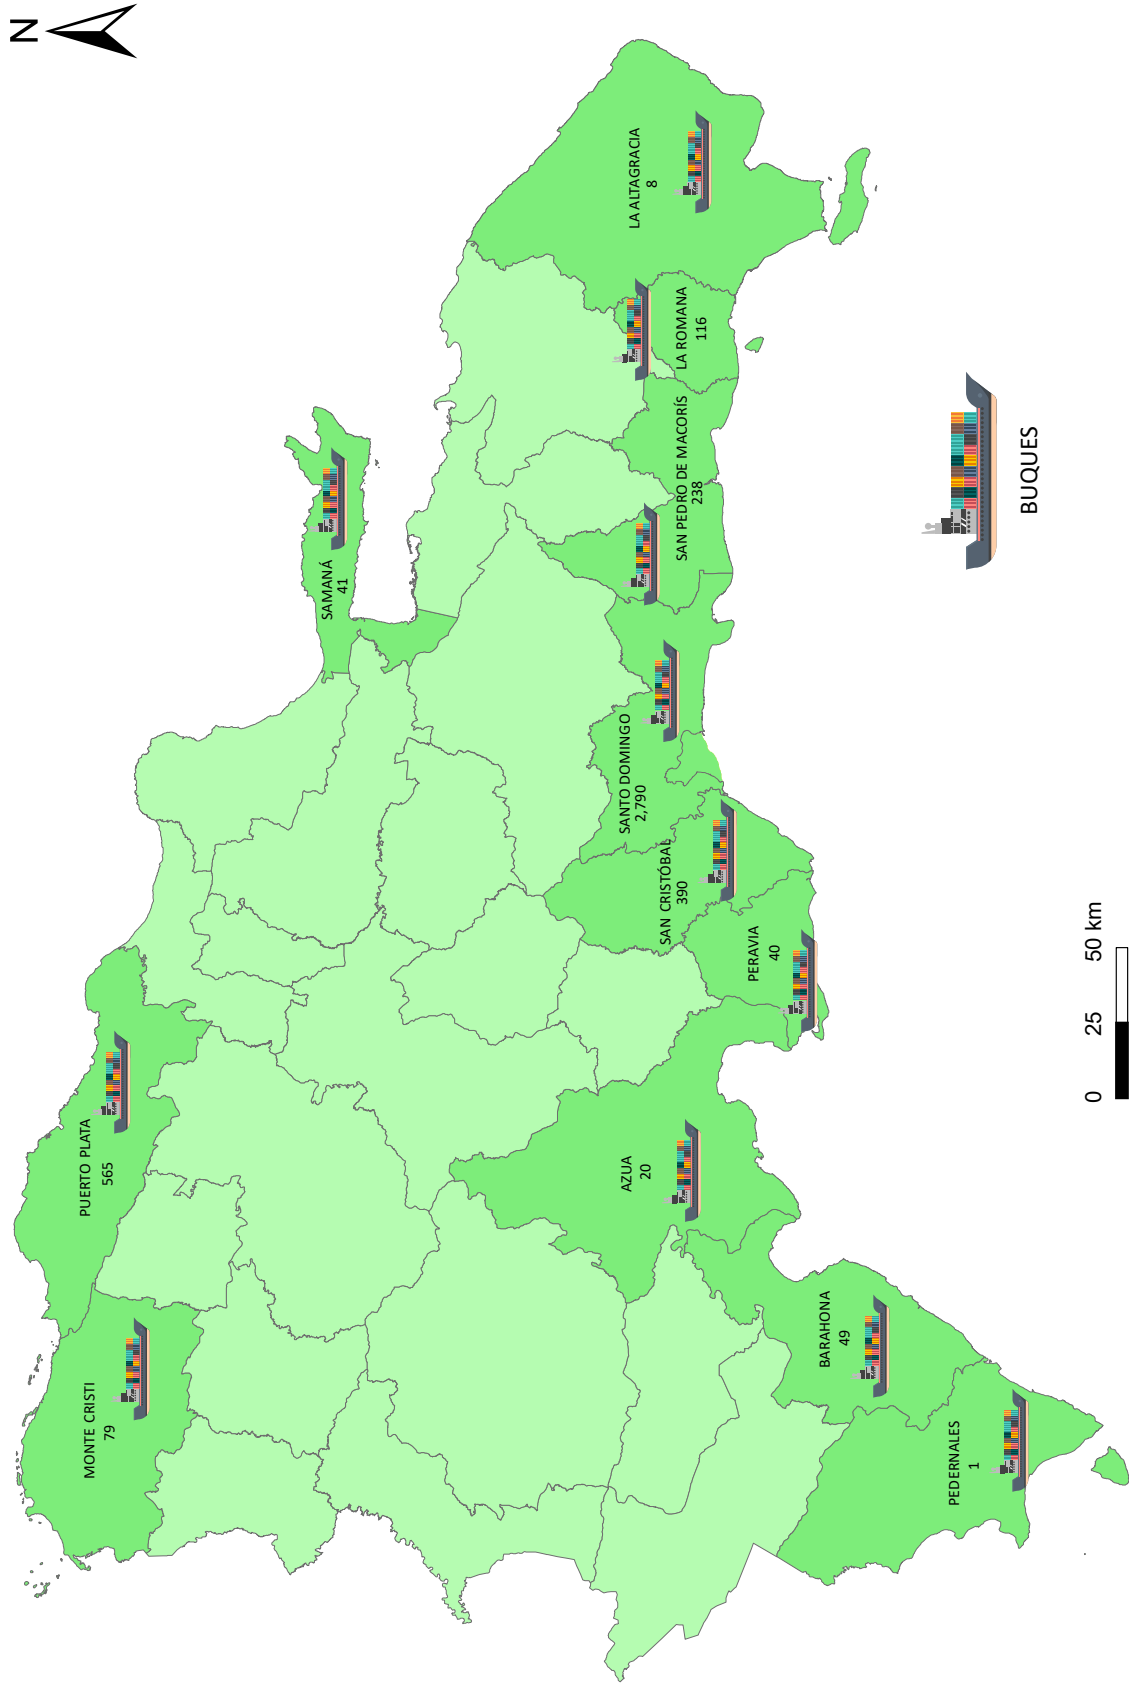 N
PUERTO PLATA
565
MONTE CRISTI
79
SAMANÁ
41
LA ALTAGRACIA
8
LA ROMANA
116
SAN PEDRO DE MACORÍS
238
SANTO DOMINGO
2,790
SAN CRISTÓBAL
390
PERAVIA
40
AZUA
20
BARAHONA
49
PEDERNALES
1
0 25 50 km
BUQUES